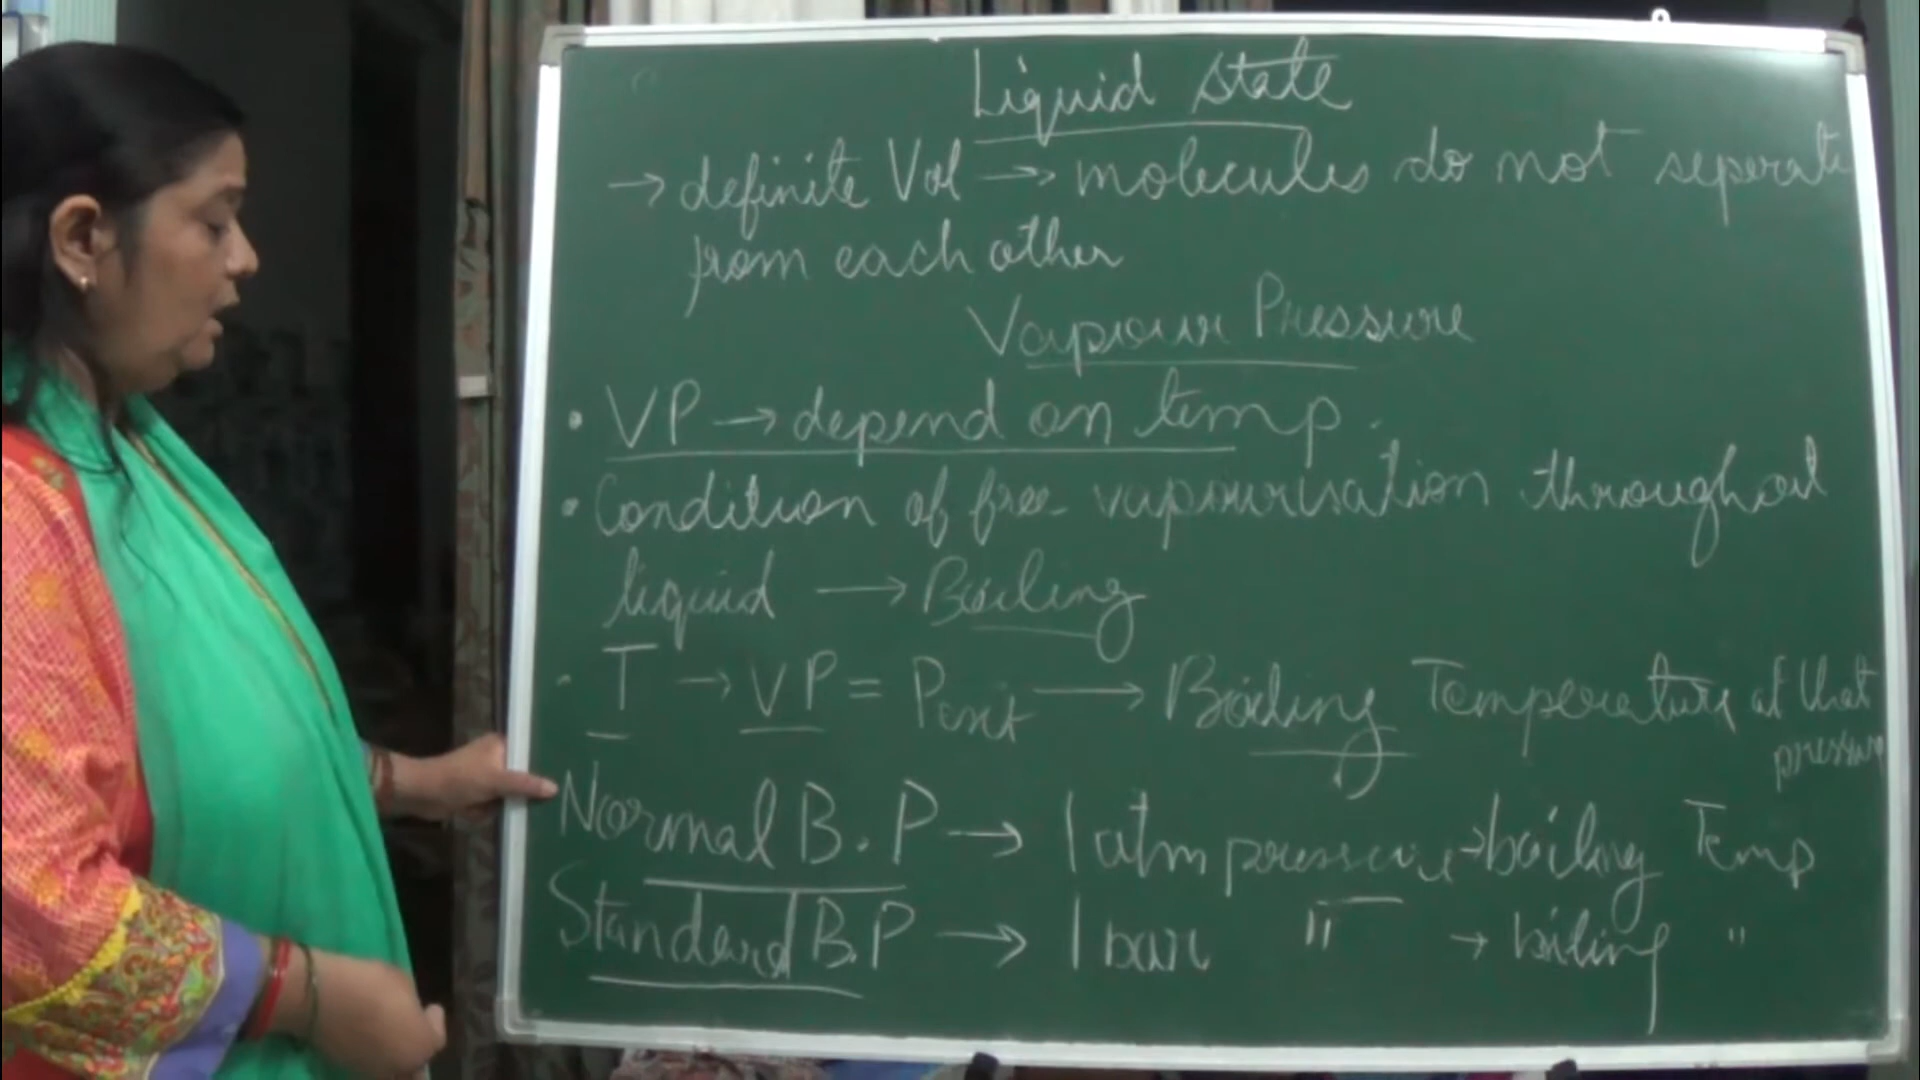 Liquid state
→ definite Vol → molecules do not seperate
from each other
Vapour Pressure
• VP → depend on temp.
• Condition of free vapourisation throughout
liquid → Boiling
• T → VP = Pext → Boiling Temperature at that
pressure
Normal B.P → 1 atm pressure → boiling Temp
Standard B.P → 1 bar " → boiling "